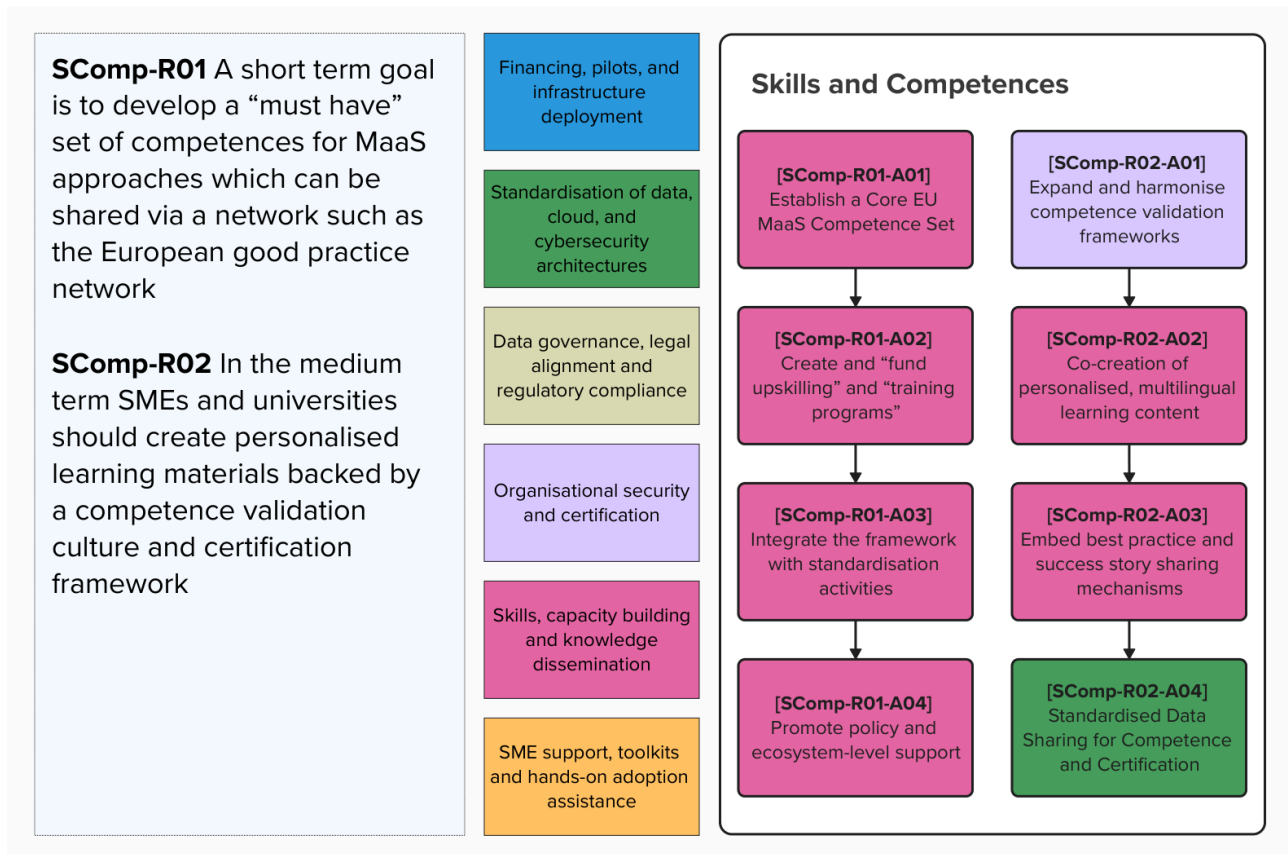 SComp-R01 A short term goal
is to develop a “must have”
set of competences for MaaS
approaches which can be
shared via a network such as
the European good practice
network
SComp-R02 In the medium
term SMEs and universities
should create personalised
learning materials backed by
a competence validation
culture and certification
framework
Financing, pilots, and
infrastructure
deployment
Standardisation of data,
cloud, and
cybersecurity
architectures
Data governance, legal
alignment and
regulatory compliance
Organisational security
and certification
Skills, capacity building
and knowledge
dissemination
SME support, toolkits
and hands-on adoption
assistance
Skills and Competences
[SComp-R01-A01]
Establish a Core EU
MaaS Competence Set
[SComp-R01-A02]
Create and “fund
upskilling” and “training
programs”
[SComp-R01-A03]
Integrate the framework
with standardisation
activities
[SComp-R01-A04]
Promote policy and
ecosystem-level support
[SComp-R02-A01]
Expand and harmonise
competence validation
frameworks
[SComp-R02-A02]
Co-creation of
personalised, multilingual
learning content
[SComp-R02-A03]
Embed best practice and
success story sharing
mechanisms
[SComp-R02-A04]
Standardised Data
Sharing for Competence
and Certification